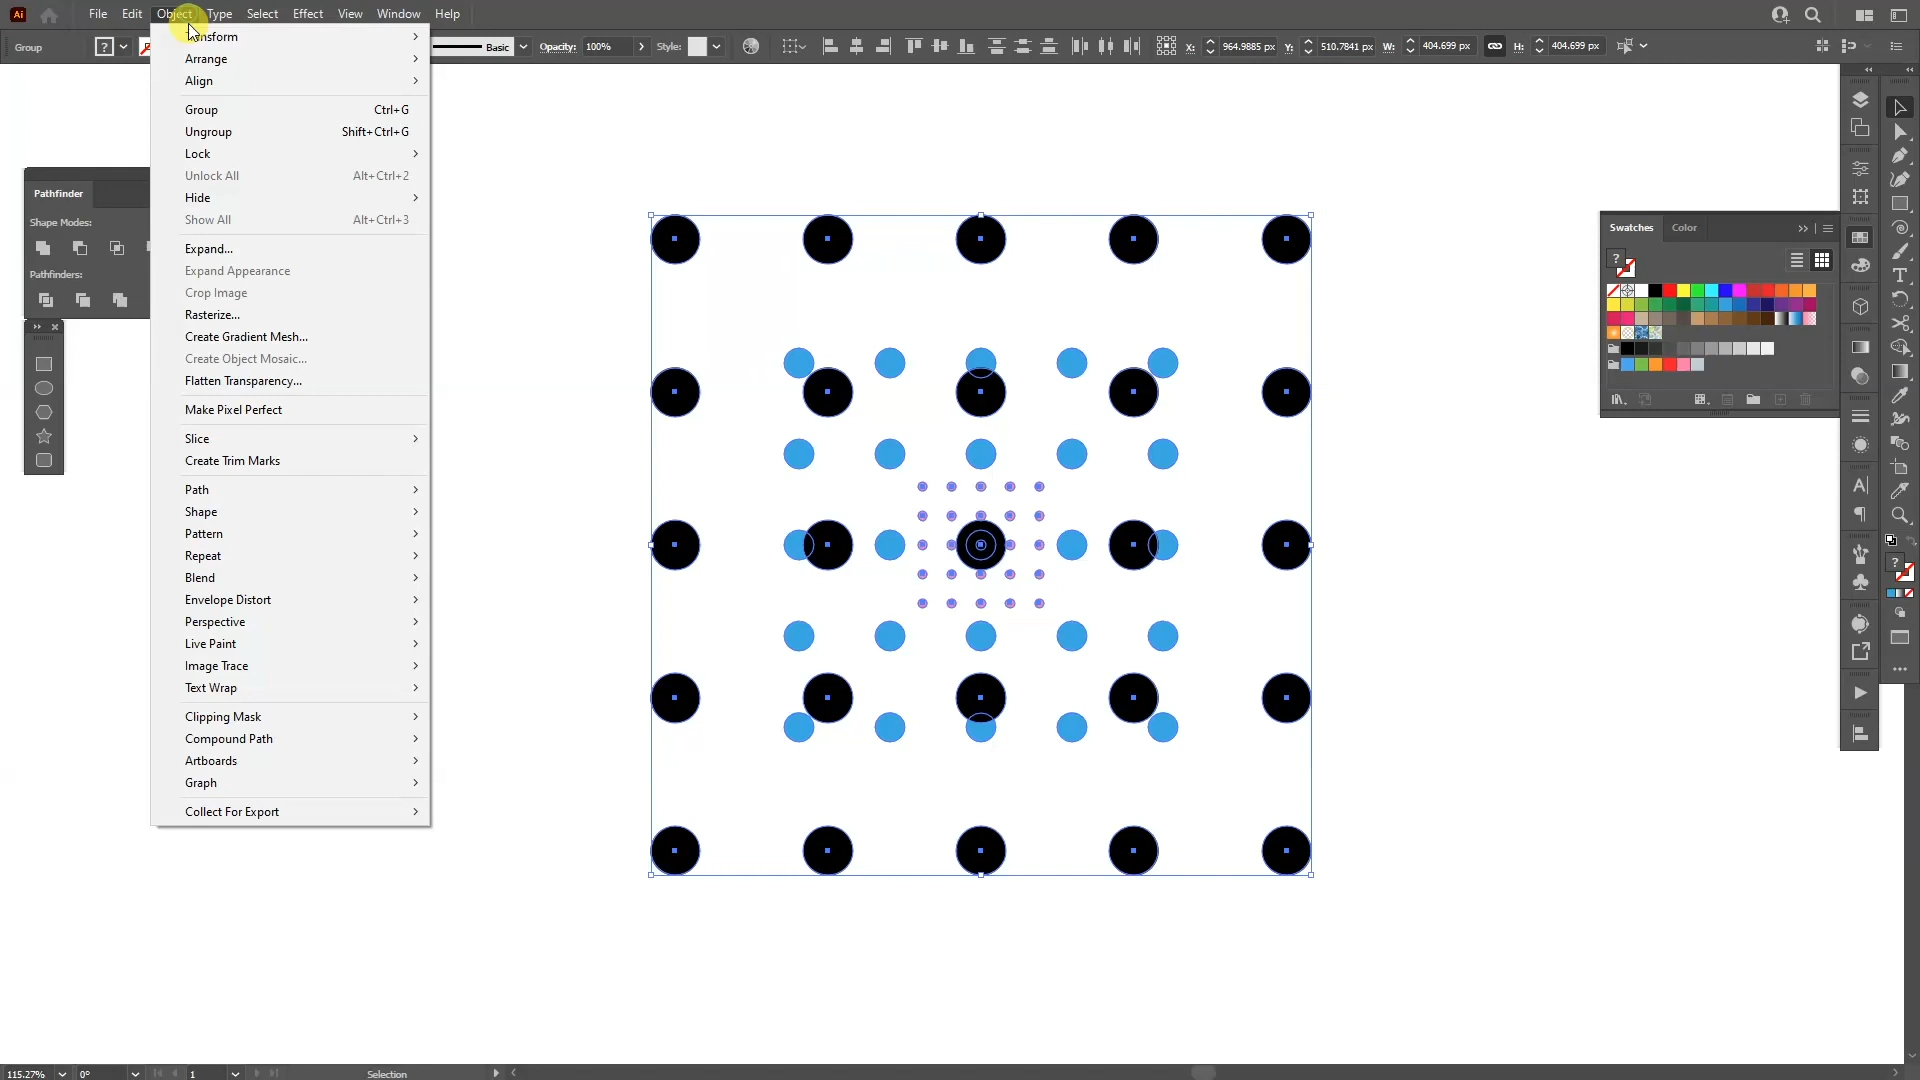 Ai File Edit Object Type Select Effect View Window Help
Group ? Basic Opacity: 100% Style: X: 964.9885 px Y: 510.7841 px W: 404.699 px H: 404.699 px
Transform
Arrange
Align
Group Ctrl+G
Ungroup Shift+Ctrl+G
Lock
Unlock All Alt+Ctrl+2
Hide
Show All Alt+Ctrl+3
Expand...
Expand Appearance
Crop Image
Rasterize...
Create Gradient Mesh...
Create Object Mosaic...
Flatten Transparency...
Make Pixel Perfect
Slice
Create Trim Marks
Path
Shape
Pattern
Repeat
Blend
Envelope Distort
Perspective
Live Paint
Image Trace
Text Wrap
Clipping Mask
Compound Path
Artboards
Graph
Collect For Export
Pathfinder
Shape Modes:
Pathfinders:
Swatches Color
?
?
115.27% 0° 1 Selection